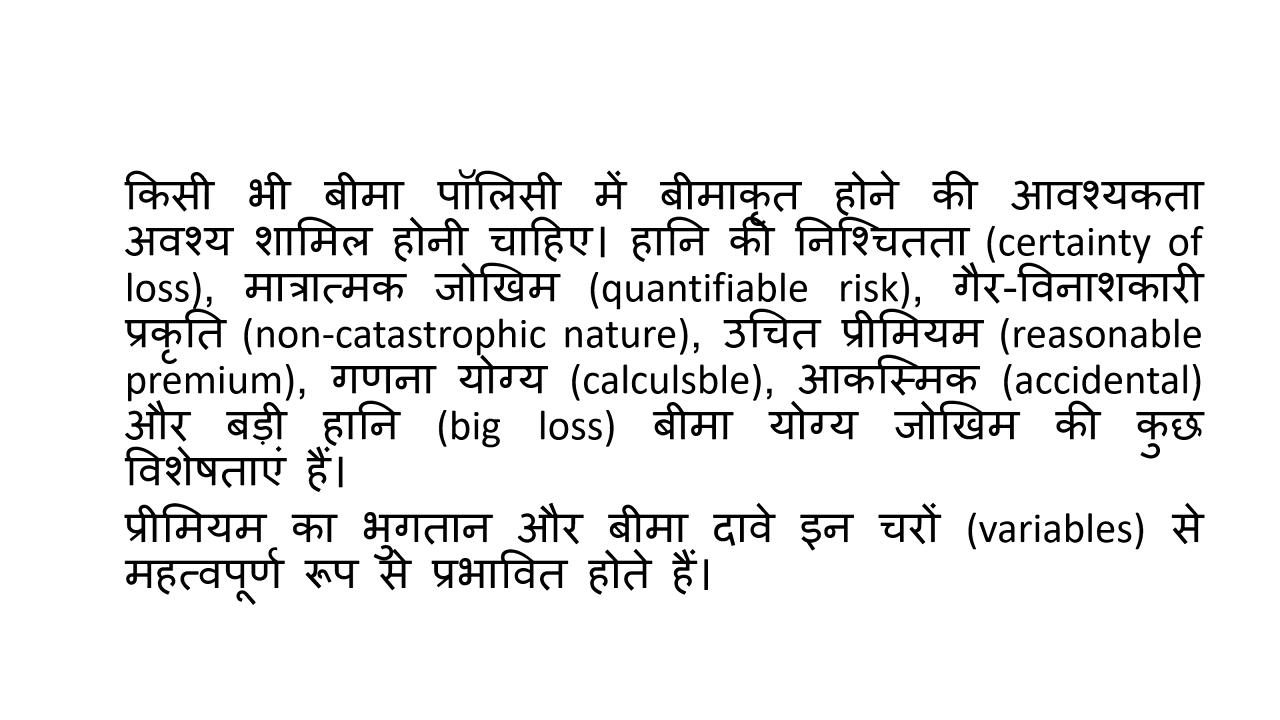 किसी भी बीमा पॉलिसी में बीमाकृत होने की आवश्यकता
अवश्य शामिल होनी चाहिए। हानि की निश्चितता (certainty of
loss), मात्रात्मक जोखिम (quantifiable risk), गैर-विनाशकारी
प्रकृति (non-catastrophic nature), उचित प्रीमियम (reasonable
premium), गणना योग्य (calculsble), आकस्मिक (accidental)
और बड़ी हानि (big loss) बीमा योग्य जोखिम की कुछ
विशेषताएं हैं।
प्रीमियम का भुगतान और बीमा दावे इन चरों (variables) से
महत्वपूर्ण रूप से प्रभावित होते हैं।